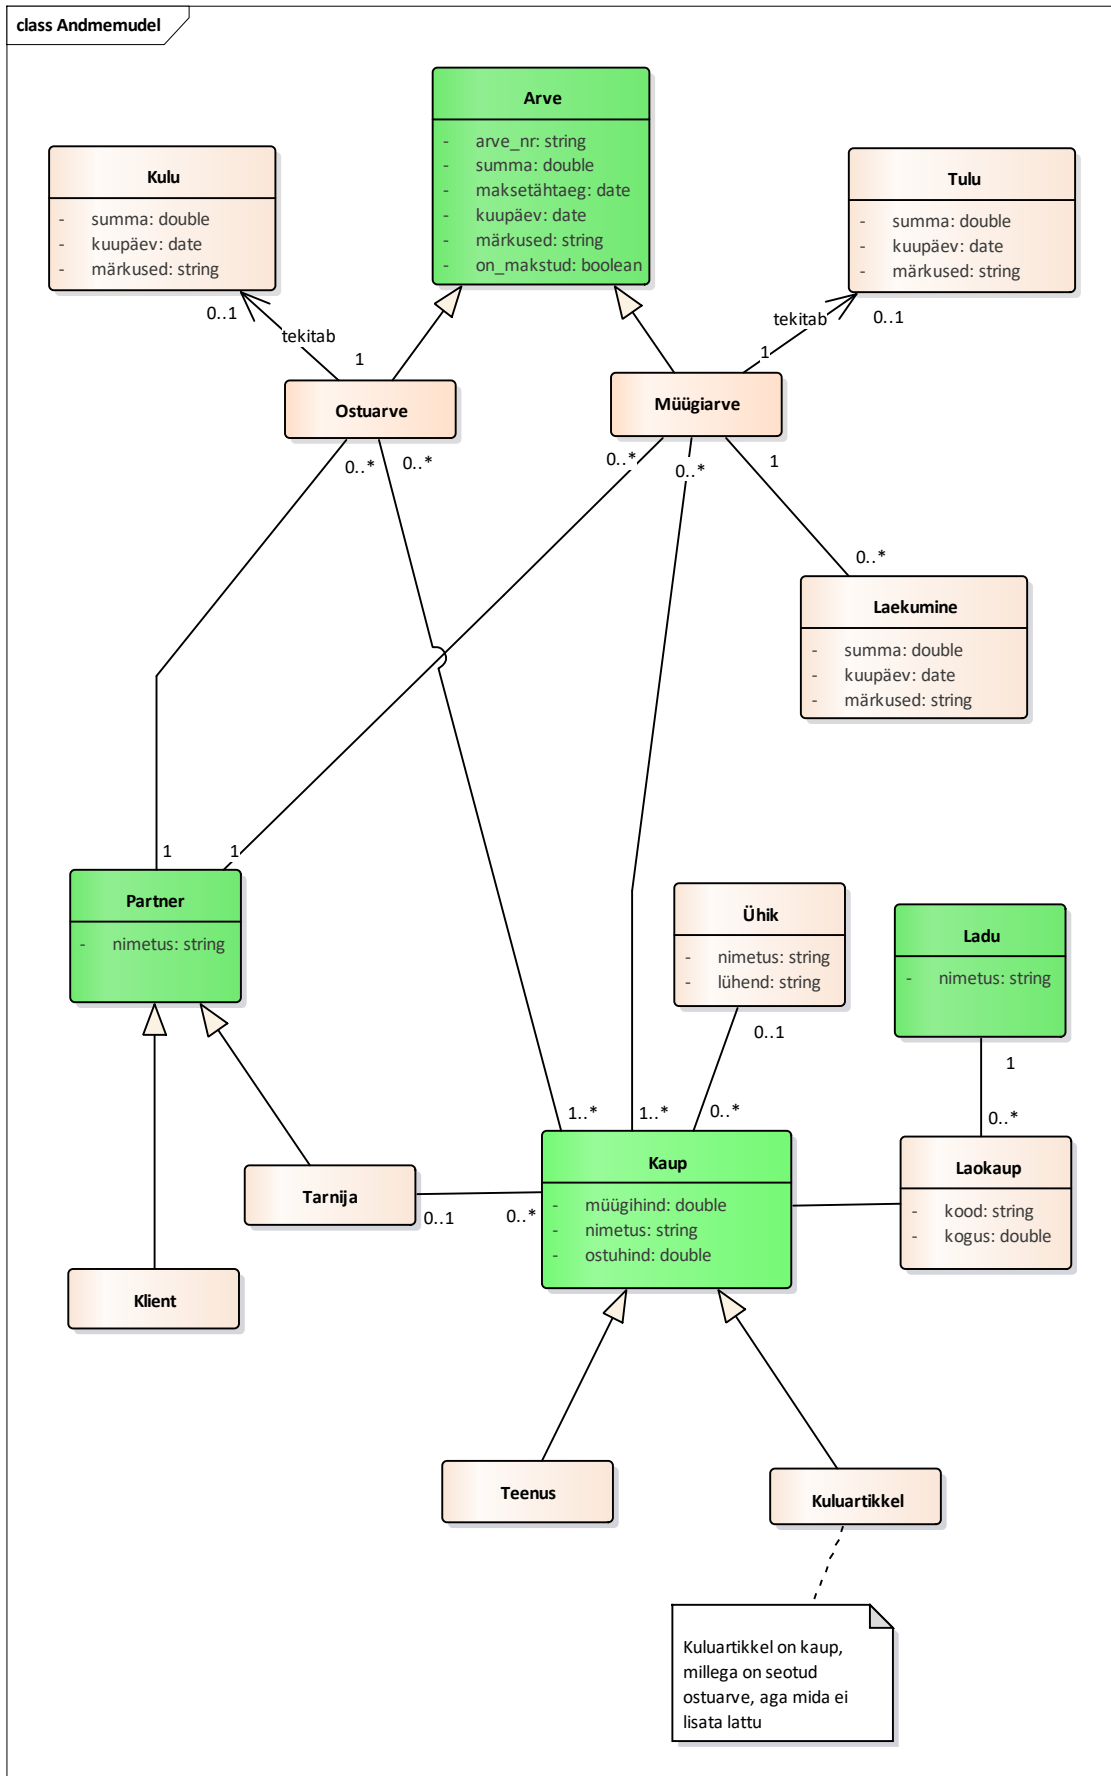 class Andmemudel
Arve
- arve_nr: string
- summa: double
- maksetähtaeg: date
- kuupäev: date
- märkused: string
- on_makstud: boolean
Kulu
- summa: double
- kuupäev: date
- märkused: string
Tulu
- summa: double
- kuupäev: date
- märkused: string
0..1
tekitab
1
tekitab
0..1
1
Ostuarve
Müügiarve
0..*
0..*
0..*
0..*
1
0..*
Laekumine
- summa: double
- kuupäev: date
- märkused: string
1
1
Partner
- nimetus: string
Ühik
- nimetus: string
- lühend: string
Ladu
- nimetus: string
0..1
1
1..*
1..*
0..*
0..*
Kaup
- müügihind: double
- nimetus: string
- ostuhind: double
Laokaup
- kood: string
- kogus: double
Tarnija
0..1
0..*
Klient
Teenus
Kuluartikkel
Kuluartikkel on kaup,
millega on seotud
ostuarve, aga mida ei
lisata lattu